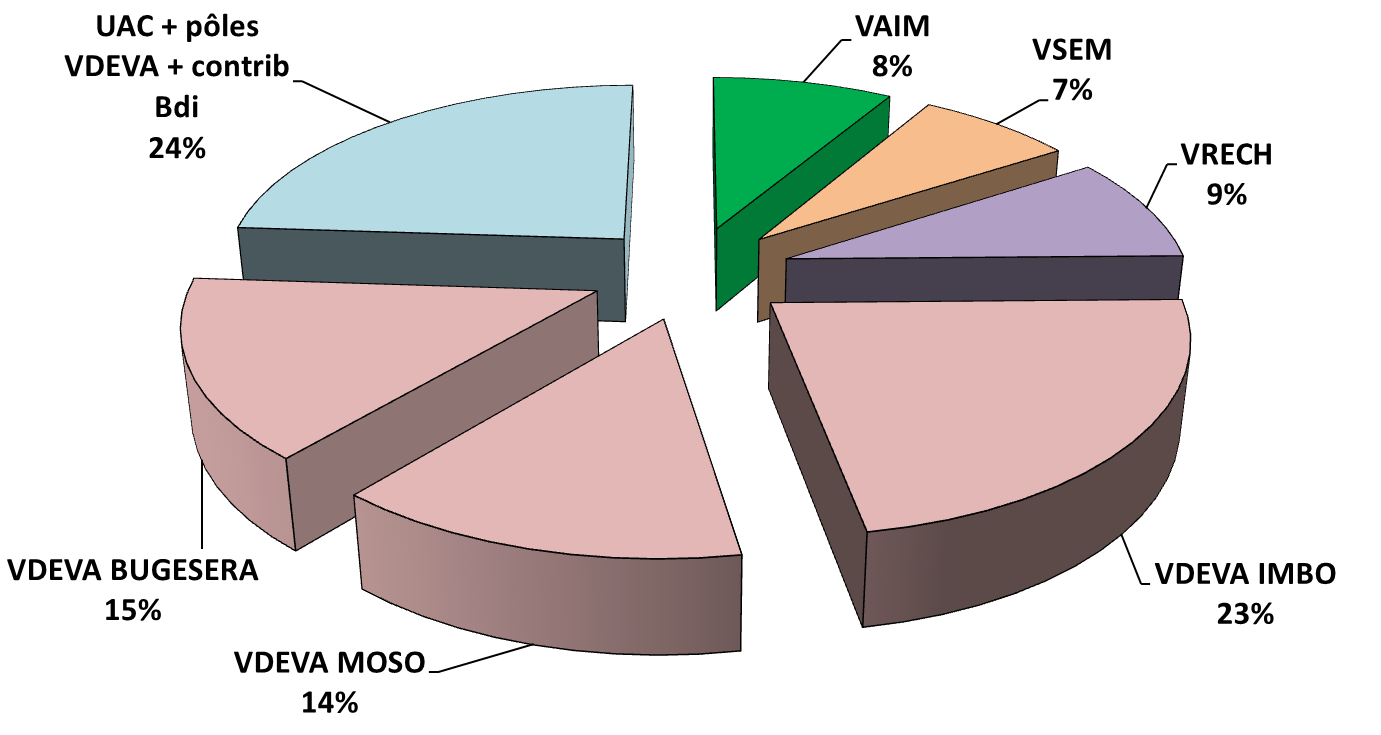 UAC + pôles
VDEVA + contrib
Bdi
24%
VAIM
8%
VSEM
7%
VRECH
9%
VDEVA IMBO
23%
VDEVA MOSO
14%
VDEVA BUGESERA
15%